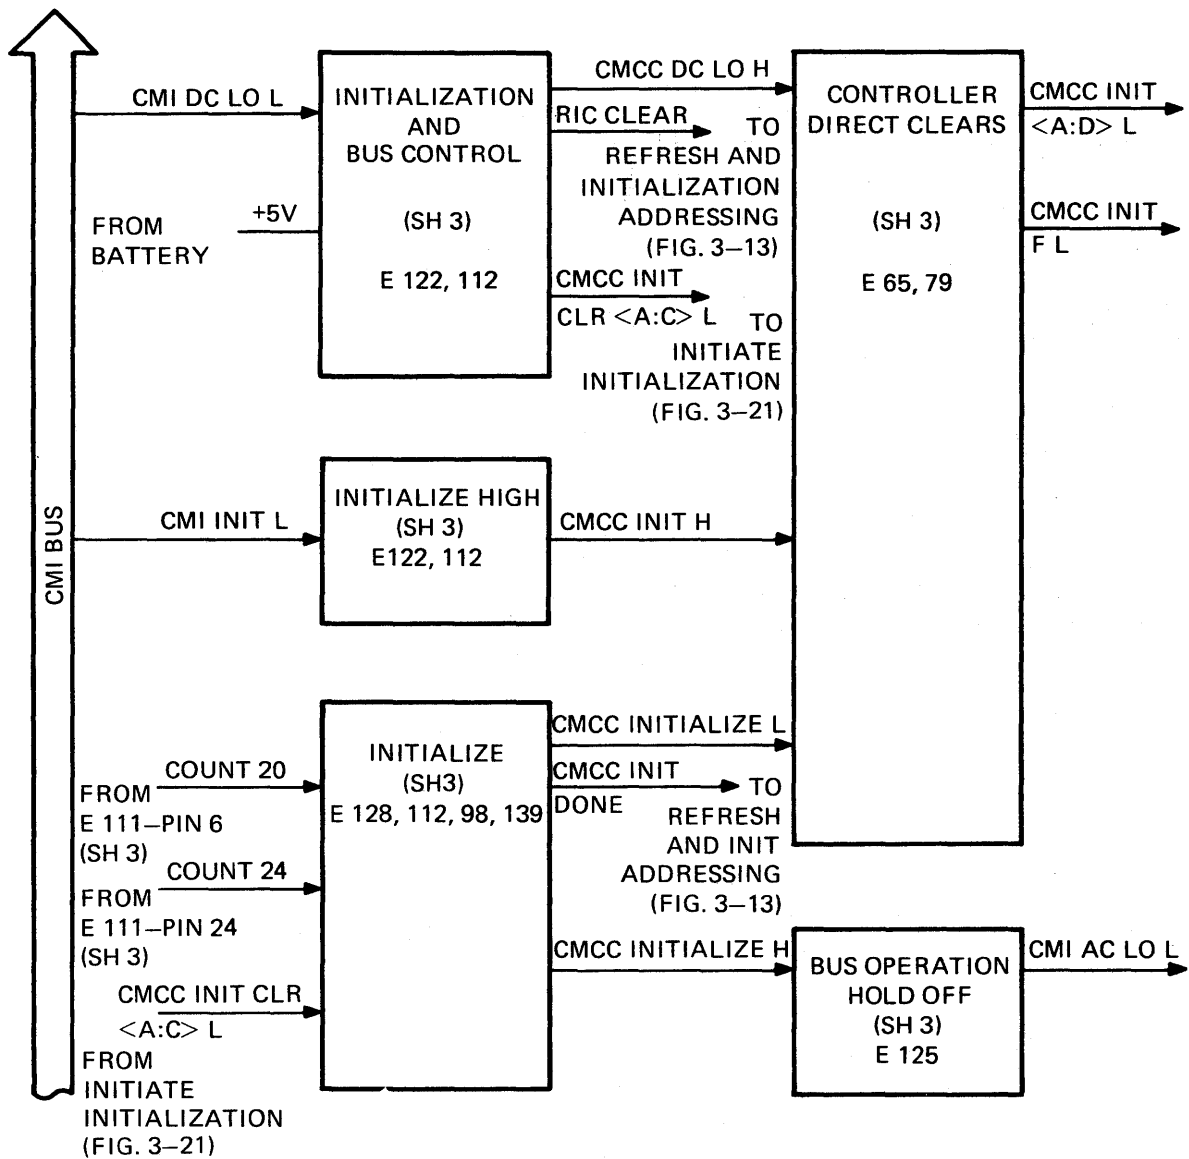 CMI BUS
CMI DC LO L
FROM
BATTERY
+5V
INITIALIZATION
AND
BUS CONTROL
(SH 3)
E 122, 112
CMCC DC LO H
RIC CLEAR
TO
REFRESH AND
INITIALIZATION
ADDRESSING
(FIG. 3–13)
CMCC INIT
CLR <A:C> L
TO
INITIATE
INITIALIZATION
(FIG. 3–21)
CONTROLLER
DIRECT CLEARS
(SH 3)
E 65, 79
CMCC INIT
<A:D> L
CMCC INIT
F L
CMI INIT L
INITIALIZE HIGH
(SH 3)
E122, 112
CMCC INIT H
COUNT 20
FROM
E 111–PIN 6
(SH 3)
COUNT 24
FROM
E 111–PIN 24
(SH 3)
CMCC INIT CLR
<A:C> L
FROM
INITIATE
INITIALIZATION
(FIG. 3–21)
INITIALIZE
(SH3)
E 128, 112, 98, 139
CMCC INITIALIZE L
CMCC INIT
DONE
TO
REFRESH
AND INIT
ADDRESSING
(FIG. 3–13)
CMCC INITIALIZE H
BUS OPERATION
HOLD OFF
(SH 3)
E 125
CMI AC LO L